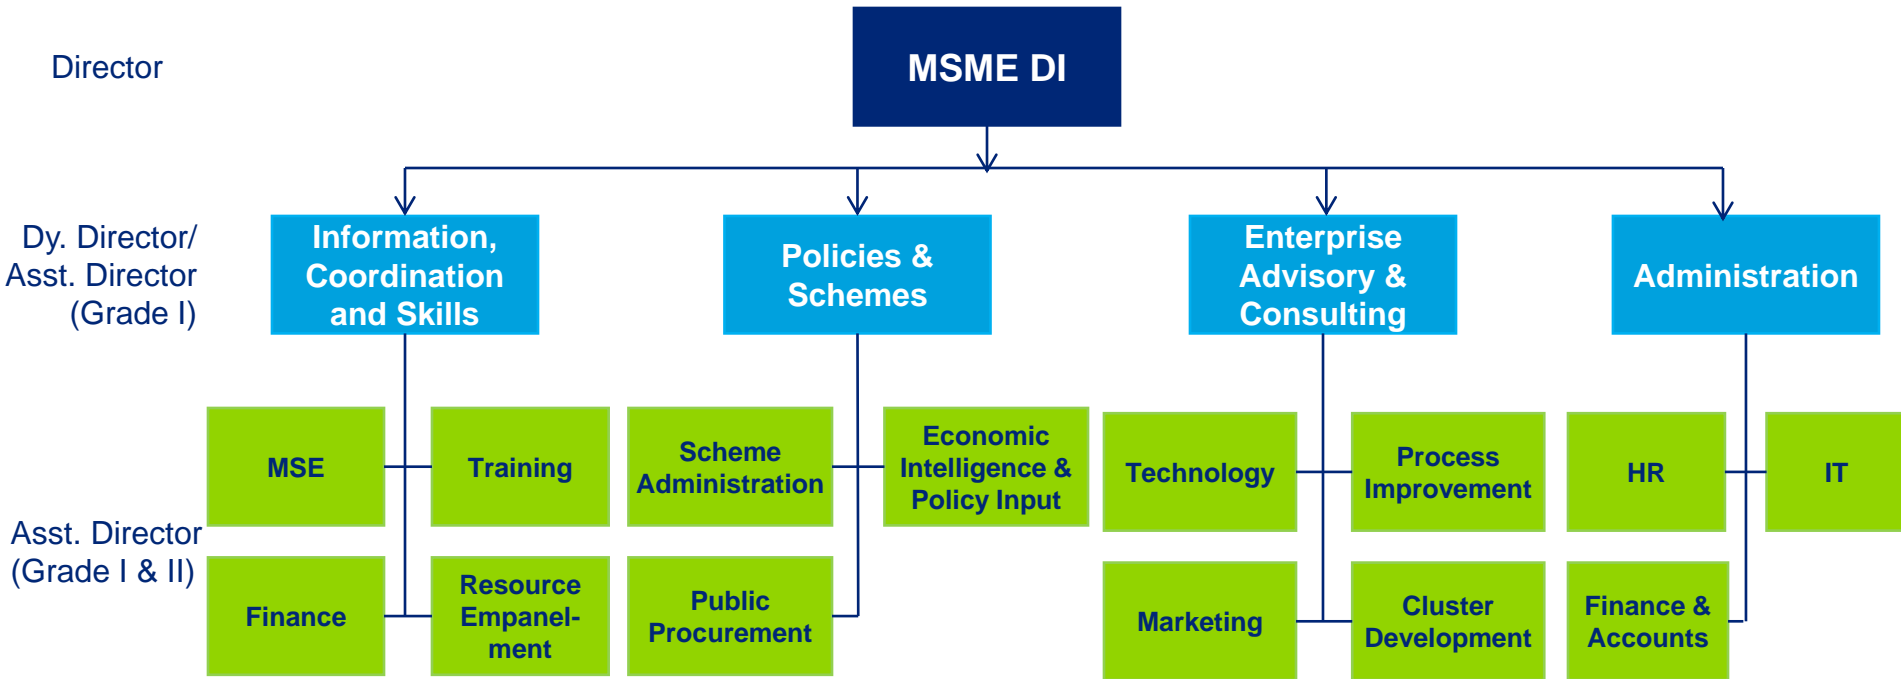 Director
MSME DI
Dy. Director/
Asst. Director
(Grade I)
Information,
Coordination
and Skills
Policies &
Schemes
Enterprise
Advisory &
Consulting
Administration
Asst. Director
(Grade I & II)
MSE
Training
Scheme
Administration
Economic
Intelligence &
Policy Input
Technology
Process
Improvement
HR
IT
Finance
Resource
Empanel-
ment
Public
Procurement
Marketing
Cluster
Development
Finance &
Accounts